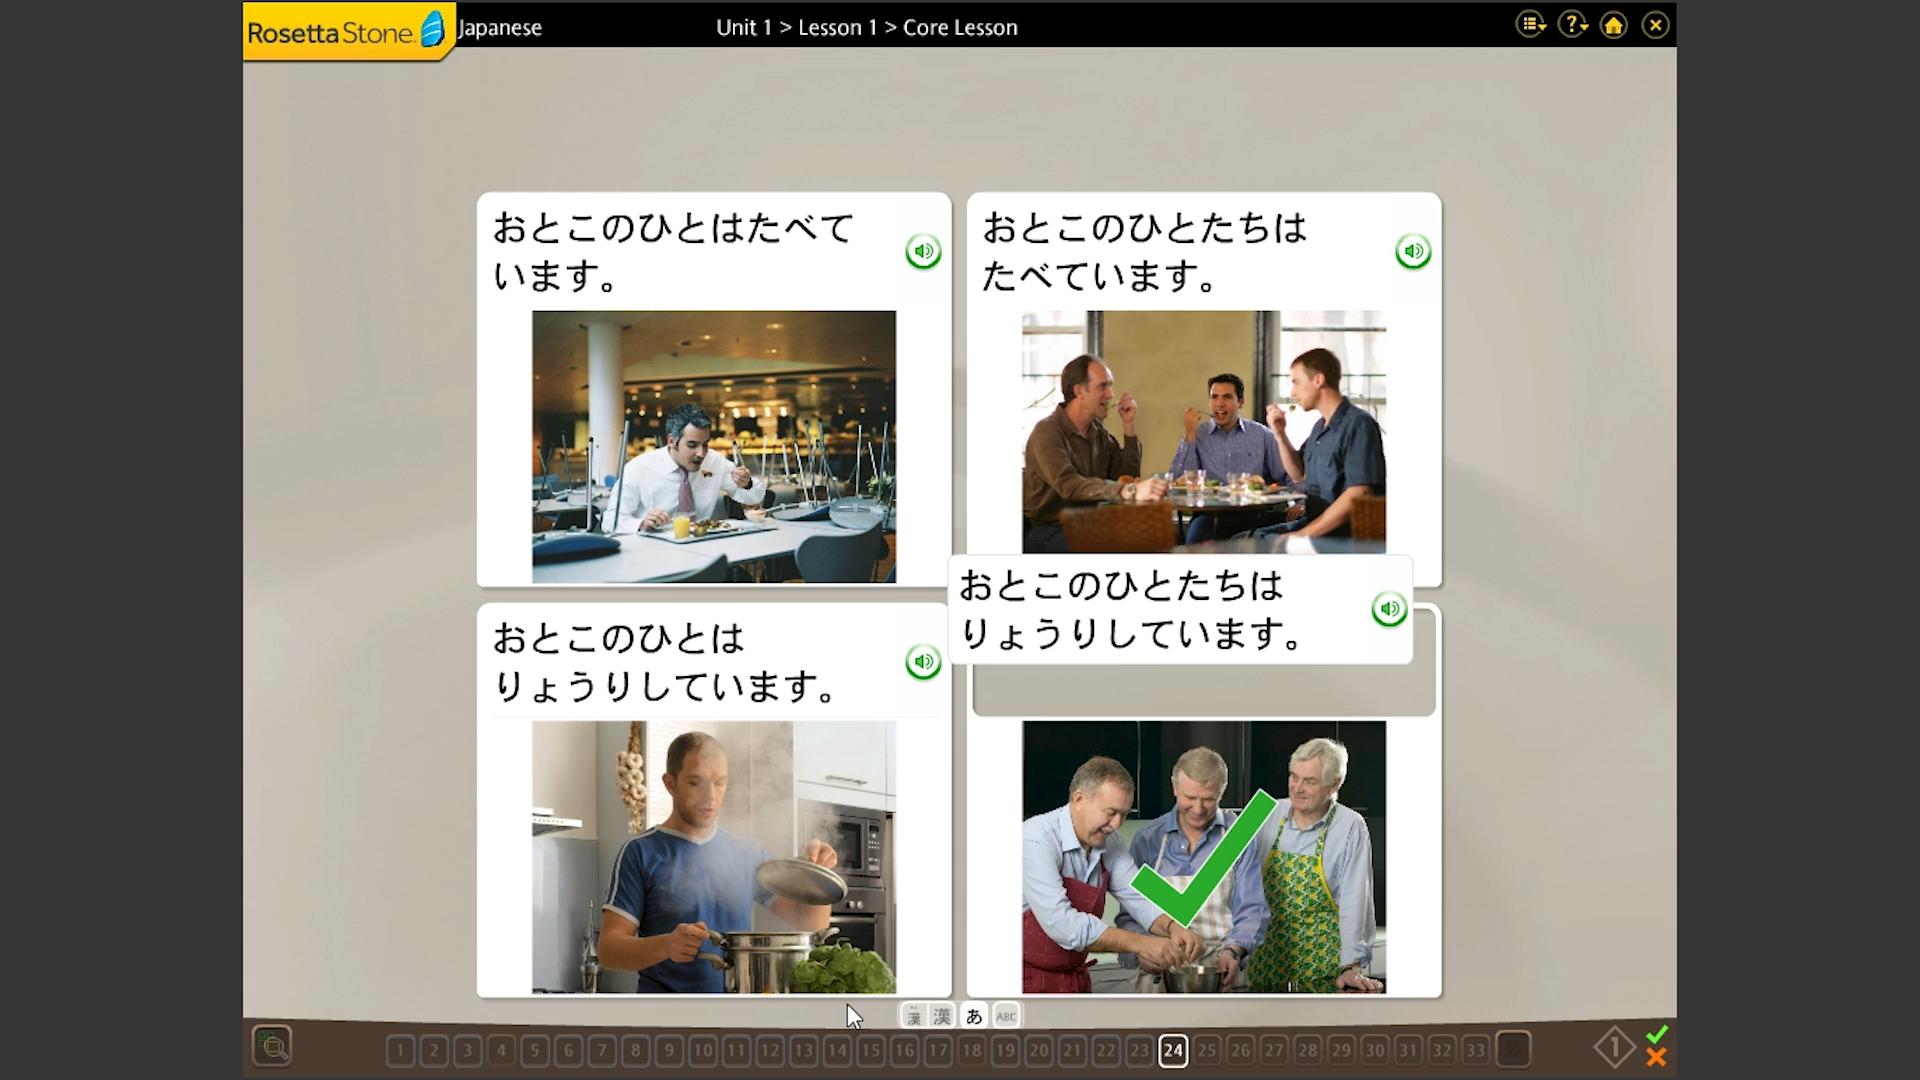 RosettaStone
Japanese
Unit 1 > Lesson 1 > Core Lesson
おとこのひとはたべて
います。
おとこのひとたちは
たべています。
おとこのひとは
りょうりしています。
おとこのひとたちは
りょうりしています。
漢 漢 あ ABC
1 2 3 4 5 6 7 8 9 10 11 12 13 14 15 16 17 18 19 20 21 22 23 24 25 26 27 28 29 30 31 32 33
1